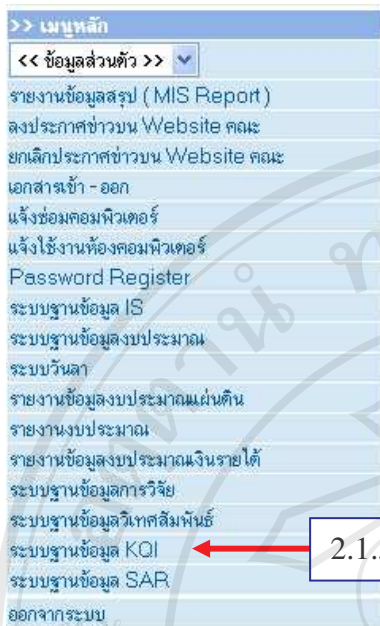 >> เมนูหลัก
<< ข้อมูลส่วนตัว >>
รายงานข้อมูลสรุป ( MIS Report )
ลงประกาศข่าวบน Website คณะ
ยกเลิกประกาศข่าวบน Website คณะ
เอกสารเข้า - ออก
แจ้งซ่อมคอมพิวเตอร์
แจ้งใช้งานห้องคอมพิวเตอร์
Password Register
ระบบฐานข้อมูล IS
ระบบฐานข้อมูลงบประมาณ
ระบบวันลา
รายงานข้อมูลงบประมาณแผ่นดิน
รายงานงบประมาณ
รายงานข้อมูลงบประมาณเงินรายได้
ระบบฐานข้อมูลการวิจัย
ระบบฐานข้อมูลวิเทศสัมพันธ์
ระบบฐานข้อมูล KQI
2.1.
ระบบฐานข้อมูล SAR
ออกจากระบบ